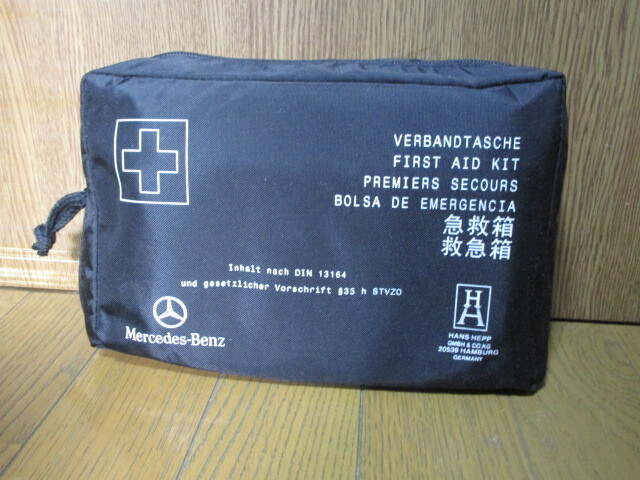 VERBANDTASCHE
FIRST AID KIT
PREMIERS SECOURS
BOLSA DE EMERGENCIA
急救箱
救急箱
Inhalt nach DIN 13164
und gesetzlicher Vorschrift §35 h STVZO
Mercedes-Benz
HA
HANS HEPP
GMBH & CO.KG
20539 HAMBURG
GERMANY